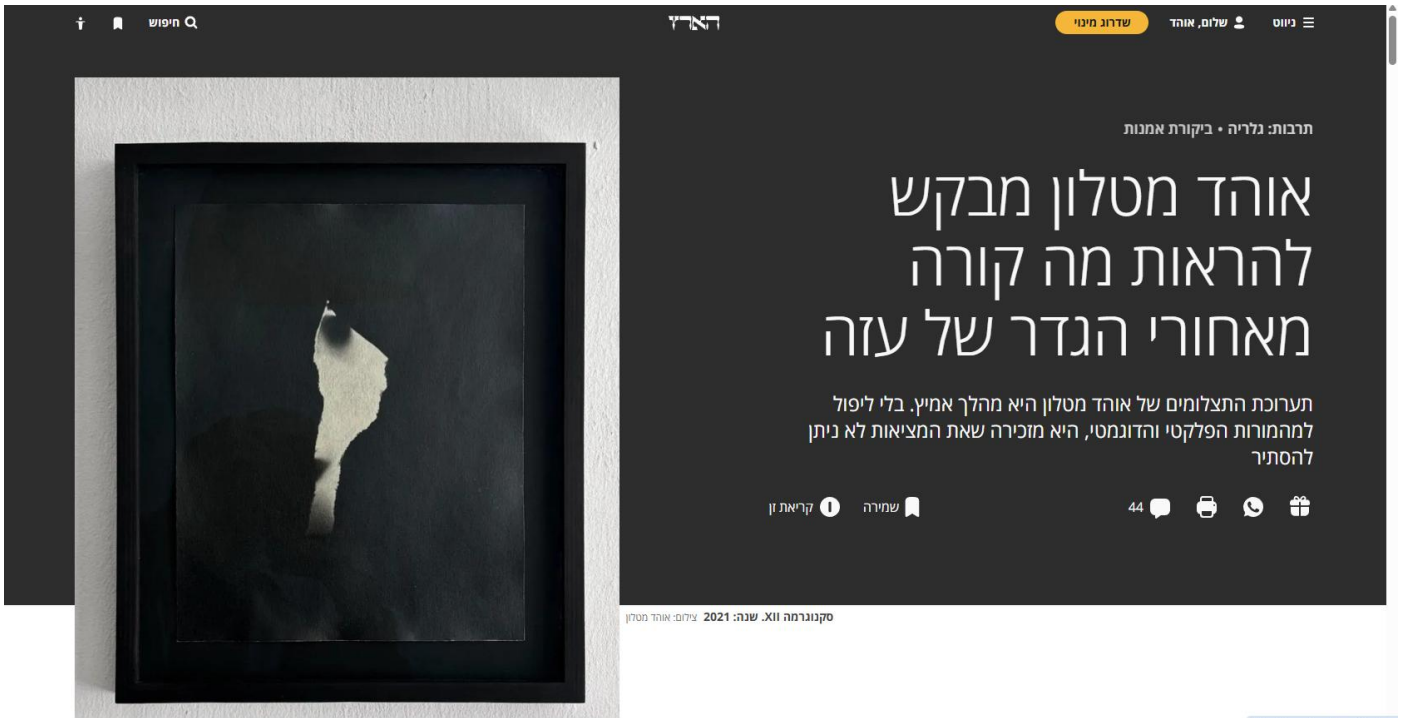 ניווט
שלום, אוהד
שדרוג מינוי
הארץ
חיפוש
תרבות: גלריה • ביקורת אמנות
אוהד מטלון מבקש
להראות מה קורה
מאחורי הגדר של עזה
תערוכת התצלומים של אוהד מטלון היא מהלך אמיץ. בלי ליפול
למהמורות הפלקטי והדוגמטי, היא מזכירה שאת המציאות לא ניתן
להסתיר
44
שמירה
קריאת זן
סקנוגרמה XII. שנה: 2021 צילום: אוהד מטלון